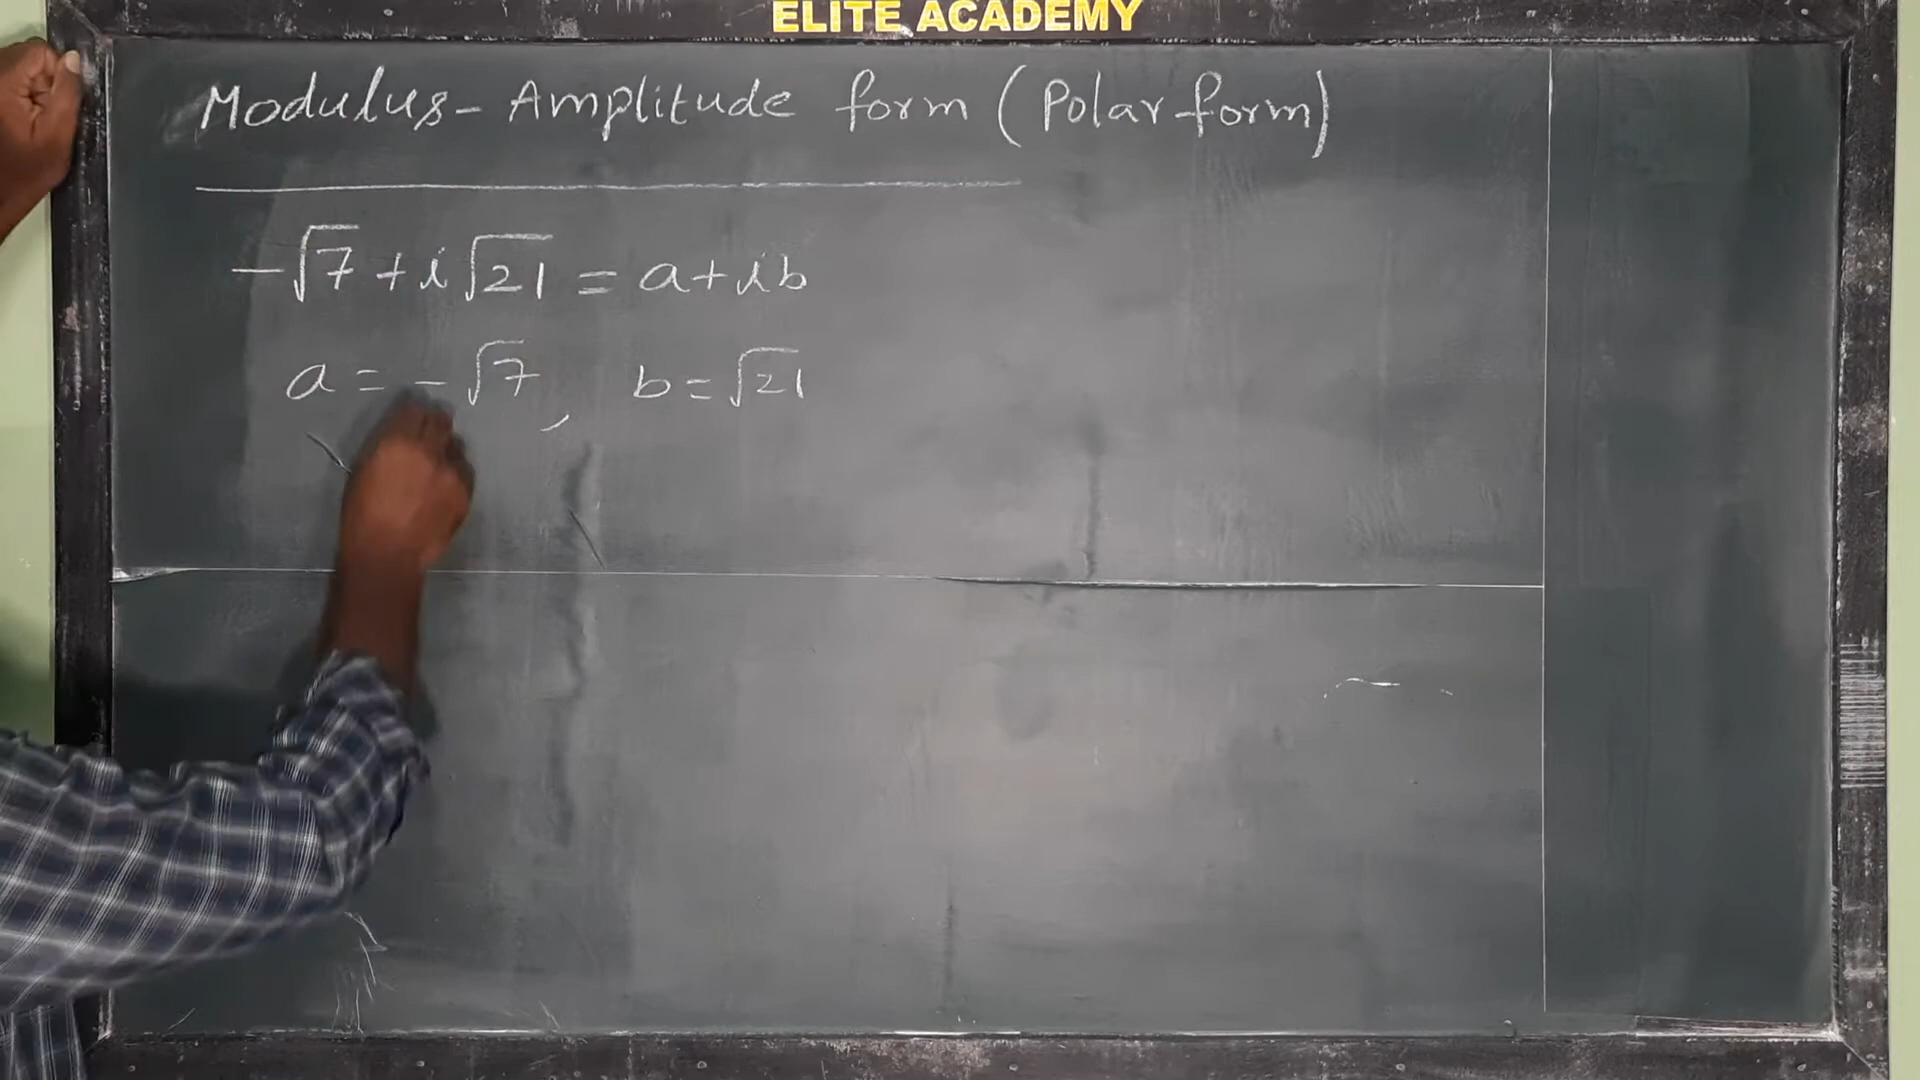 ELITE ACADEMY
Modulus - Amplitude form (Polar form)
-√7 + i√21 = a + ib
a = -√7, b = √21